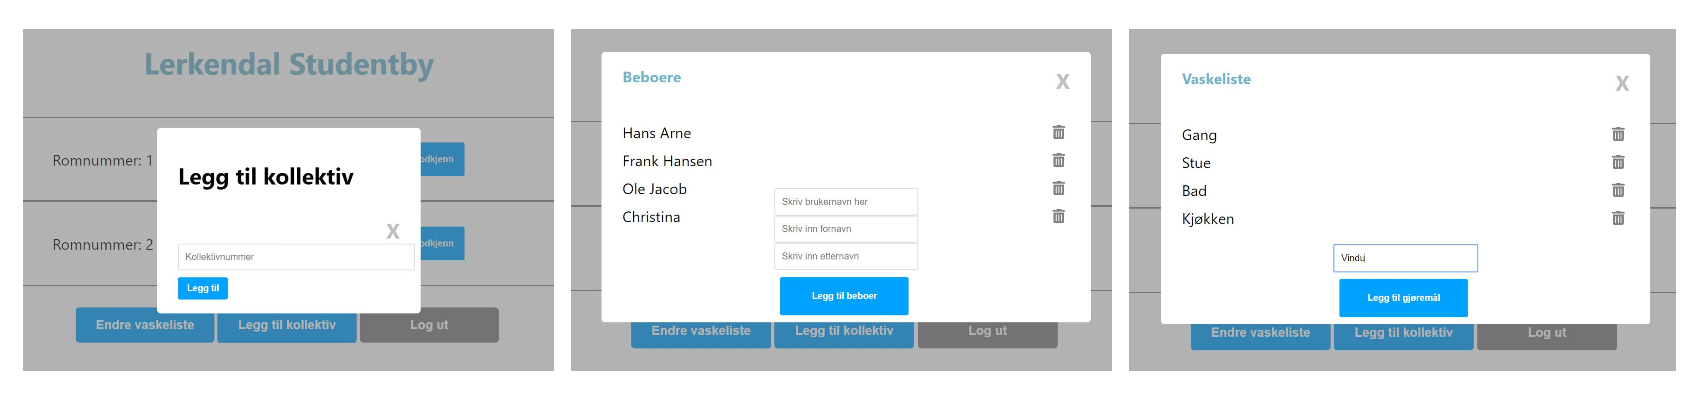 Lerkendal Studentby
Romnummer: 1
odkjenn
Legg til kollektiv
Romnummer: 2
odkjenn
X
Kollektivnummer
Legg til
Endre vaskeliste
Legg til kollektiv
Log ut
Beboere
X
Hans Arne
Frank Hansen
Ole Jacob
Christina
Skriv brukernavn her
Skriv inn fornavn
Skriv inn etternavn
Legg til beboer
Endre vaskeliste
Legg til kollektiv
Log ut
Vaskeliste
X
Gang
Stue
Bad
Kjøkken
Vindu
Legg til gjøremål
Endre vaskeliste
Legg til kollektiv
Log ut